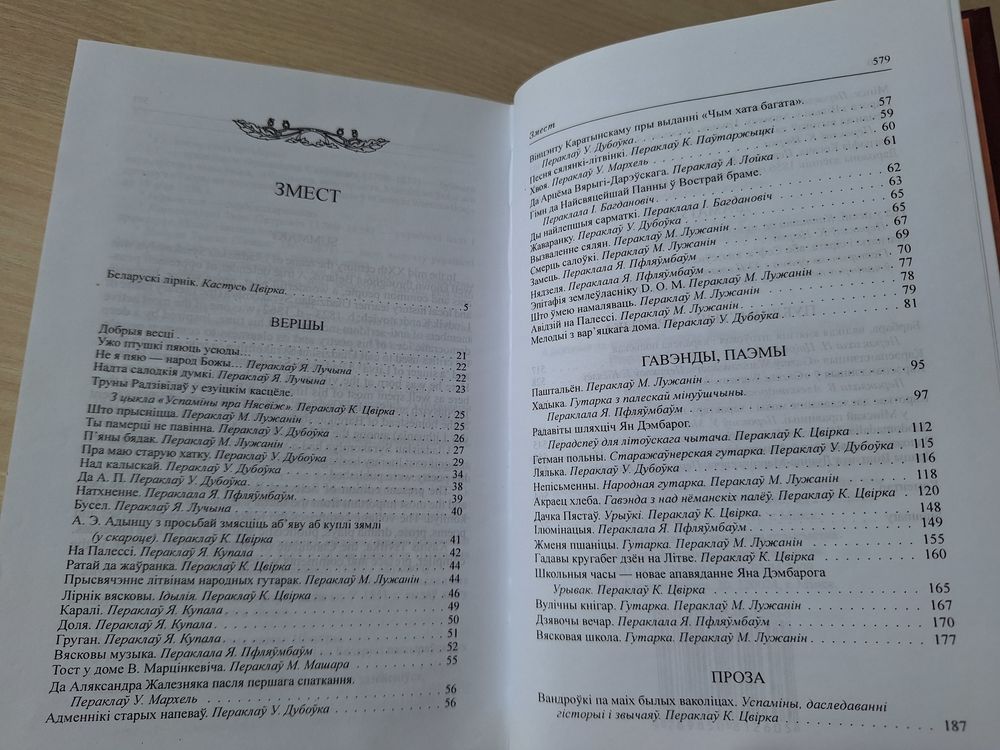 ЗМЕСТ
Беларускі лірнік. Кастусь Цвірка. 5
ВЕРШЫ
Добрыя весці 21
Ужо птушкі пяюць усюды... 22
Не я пяю — народ Божы... Пераклаў Я. Лучына 22
Надта салодкія думкі. Пераклаў Я. Лучына 23
Труны Радзівілаў у езуіцкім касцёле.
З цыкла «Успаміны пра Нясвіж». Пераклаў К. Цвірка 25
Што прысніцца. Пераклаў М. Лужанін 25
Ты памерці не павінна. Пераклаў У. Дубоўка 26
П'яны бядак. Пераклаў М. Лужанін 27
Пра маю старую хатку. Пераклаў У. Дубоўка 29
Над калыскай. Пераклаў У. Дубоўка 34
Да А. П. Пераклаў У. Дубоўка 38
Натхненне. Пераклала Я. Пфляўмбаўм 39
Бусел. Пераклаў Я. Лучына 40
А. Э. Адынцу з просьбай змясціць аб'яву аб куплі зямлі
(у скароце). Пераклаў К. Цвірка 41
На Палессі. Пераклаў Я. Купала 42
Ратай да жаўранка. Пераклаў К. Цвірка 44
Прысвячэнне літвінам народных гутарак. Пераклаў М. Лужанін 44
Лірнік вясковы. Ідылія. Пераклаў К. Цвірка 46
Каралі. Пераклаў Я. Купала 49
Доля. Пераклаў Я. Купала 50
Груган. Пераклаў Я. Купала 51
Вясковы музыка. Пераклала Я. Пфляўмбаўм 52
Тост у доме В. Марцінкевіча. Пераклаў М. Машара 55
Да Аляксандра Жалезняка пасля першага спаткання.
Пераклаў У. Мархель 56
Адменнікі старых напеваў. Пераклаў У. Дубоўка 56
Змест 579
Вінцэнту Каратынскаму пры выданні «Чым хата багата».
Пераклаў У. Дубоўка 57
Песня сялянкі-літвінкі. Пераклаў К. Паўтаржыцкі 59
Хвоя. Пераклаў У. Мархель 60
Да Арцёма Вярыгі-Дарэўскага. Пераклаў А. Лойка 61
Гімн да Найсвяцейшай Панны ў Вострай браме.
Пераклала І. Багдановіч 62
Ды найлепшыя сарматкі. Пераклала І. Багдановіч 63
Жаваранку. Пераклаў У. Дубоўка 65
Вызваленне сялян. Пераклаў М. Лужанін 65
Смерць салоўкі. Пераклаў М. Лужанін 67
Замець. Пераклала Я. Пфляўмбаўм 69
Нядзеля. Пераклала Я. Пфляўмбаўм 70
Эпітафія землеўласніку D. O. M. Пераклаў М. Лужанін 77
Што ўмею намаляваць. Пераклаў М. Лужанін 78
Авідзій на Палессі. Пераклаў М. Лужанін 79
Мелодыі з вар'яцкага дома. Пераклаў У. Дубоўка 81
ГАВЭНДЫ, ПАЭМЫ
Паштальён. Пераклаў М. Лужанін 95
Хадыка. Гутарка з палескай мінуўшчыны.
Пераклала Я. Пфляўмбаўм 97
Радавіты шляхціц Ян Дэмбарог.
Перадспеў для літоўскага чытача. Пераклаў К. Цвірка 112
Гетман польны. Старажаўнерская гутарка. Пераклаў У. Дубоўка 115
Лялька. Пераклаў У. Дубоўка 116
Непісьменны. Народная гутарка. Пераклаў М. Лужанін 118
Акраец хлеба. Гавэнда з над нёманскіх палёў. Пераклаў К. Цвірка 120
Дачка Пястаў. Урыўкі. Пераклаў К. Цвірка 148
Ілюмінацыя. Пераклала Я. Пфляўмбаўм 149
Жменя пшаніцы. Гутарка. Пераклаў М. Лужанін 155
Гадавы кругабег дзён на Літве. Пераклаў К. Цвірка 160
Школьныя часы — новае апавяданне Яна Дэмбарога
Урывак. Пераклаў К. Цвірка 165
Вулічны кнігар. Гутарка. Пераклаў М. Лужанін 167
Дзявочы вечар. Пераклала Я. Пфляўмбаўм 170
Вясковая школа. Гутарка. Пераклаў М. Лужанін 177
ПРОЗА
Вандроўкі па маіх былых ваколіцах. Успаміны, даследаванні
гісторыі і звычаяў. Пераклаў К. Цвірка 187